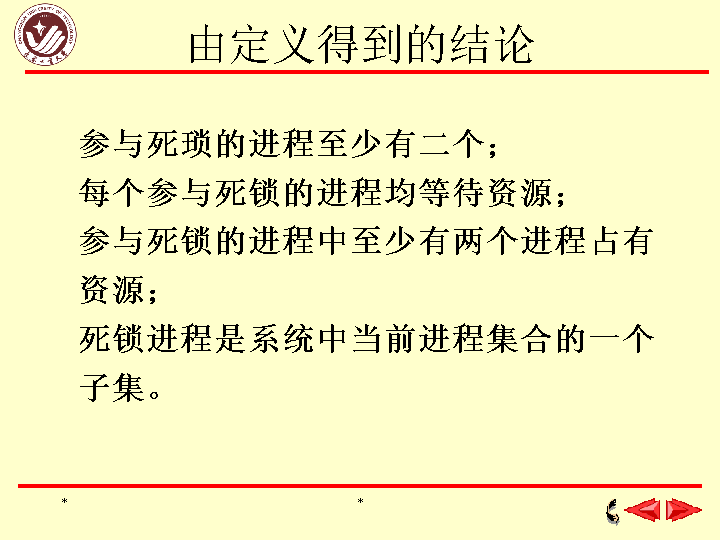 由定义得到的结论
参与死琐的进程至少有二个；
每个参与死锁的进程均等待资源；
参与死锁的进程中至少有两个进程占有
资源；
死锁进程是系统中当前进程集合的一个
子集。
* *